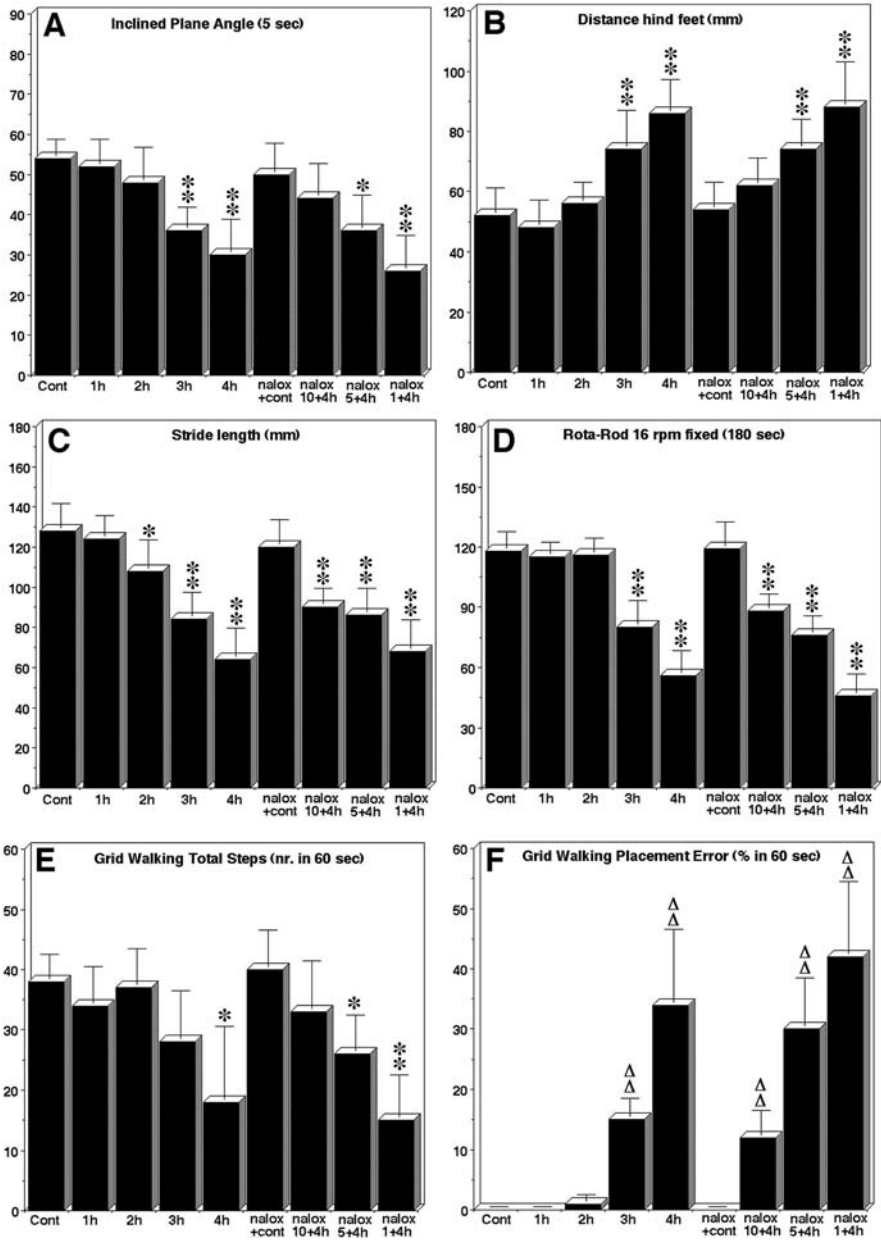 A Inclined Plane Angle (5 sec)
90
80
70
60
50
40
30
20
10
0
** ** * **
Cont 1h 2h 3h 4h nalox nalox nalox nalox
+cont 10+4h 5+4h 1+4h
B Distance hind feet (mm)
120
100
80
60
40
20
0
** ** ** **
Cont 1h 2h 3h 4h nalox nalox nalox nalox
+cont 10+4h 5+4h 1+4h
C Stride length (mm)
180
160
140
120
100
80
60
40
20
0
* ** ** ** ** **
Cont 1h 2h 3h 4h nalox nalox nalox nalox
+cont 10+4h 5+4h 1+4h
D Rota-Rod 16 rpm fixed (180 sec)
180
150
120
90
60
30
0
** ** ** ** **
Cont 1h 2h 3h 4h nalox nalox nalox nalox
+cont 10+4h 5+4h 1+4h
E Grid Walking Total Steps (nr. in 60 sec)
60
50
40
30
20
10
0
* * **
Cont 1h 2h 3h 4h nalox nalox nalox nalox
+cont 10+4h 5+4h 1+4h
F Grid Walking Placement Error (% in 60 sec)
60
50
40
30
20
10
0
ΔΔ ΔΔ ΔΔ ΔΔ ΔΔ
Cont 1h 2h 3h 4h nalox nalox nalox nalox
+cont 10+4h 5+4h 1+4h